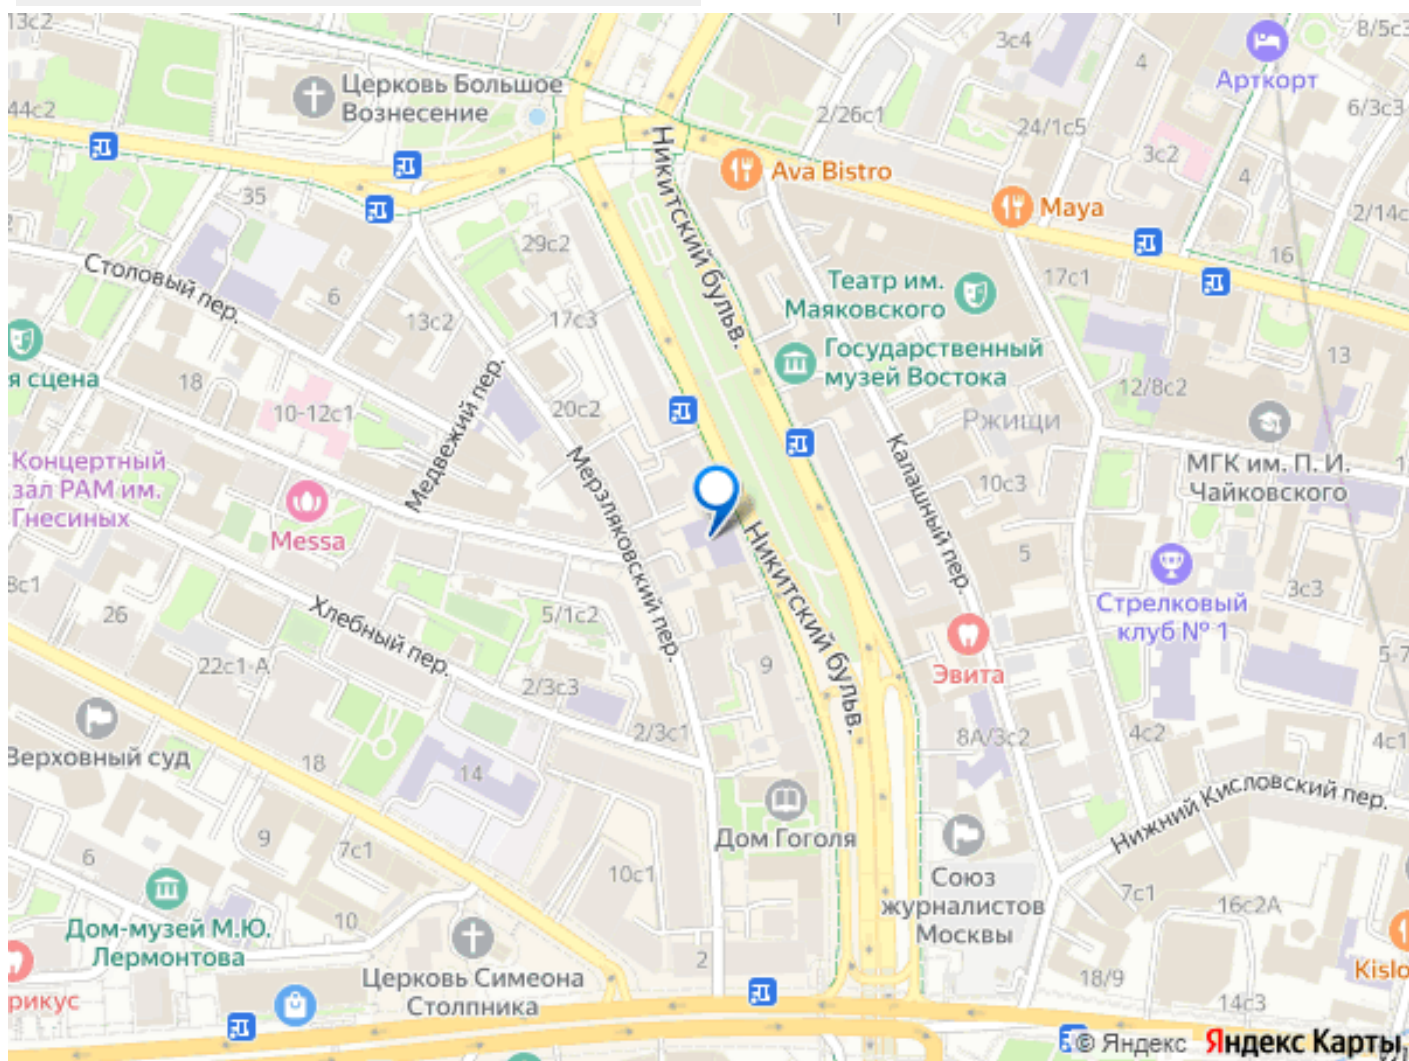 13с2
1
3с4
8/5с3
4
Арткорт
Церковь Большое
Вознесение
44с2
2/26с1
6/3с3
24/1с5
3с2
Ava Bistro
4
35
Maya
2/14с
Никитский бульв.
29с2
16
Столовый пер.
17с1
Театр им.
Маяковского
6
13с2
17с3
Государственный
музей Востока
13
я сцена
18
12/8с2
10-12с1
20с2
Медвежий пер.
Ржищи
Концертный
зал РАМ им.
Гнесиных
МГК им. П. И.
Чайковского
1
Мерзляковский пер.
Калашный пер.
10с3
Messa
Никитский бульв.
5
8с1
3с3
26
Хлебный пер.
5/1с2
Стрелковый
клуб № 1
22с1-А
9
5-7
Эвита
2/3с3
2/3с1
8А/3с2
4с2
4с1
Верховный суд
18
14
Нижний Кисловский пер.
Дом Гоголя
9
7с1
6
10с1
Союз
журналистов
Москвы
7с1
16с2А
10
Дом-музей М.Ю.
Лермонтова
2
Церковь Симеона
Столпника
18/9
Kislo
рикус
14с3
© Яндекс Яндекс Карты